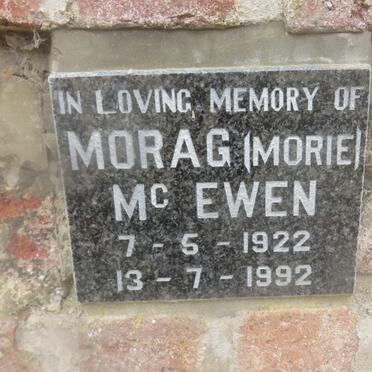 IN LOVING MEMORY OF
MORAG (MORIE)
Mc EWEN
7 - 5 - 1922
13 - 7 - 1992